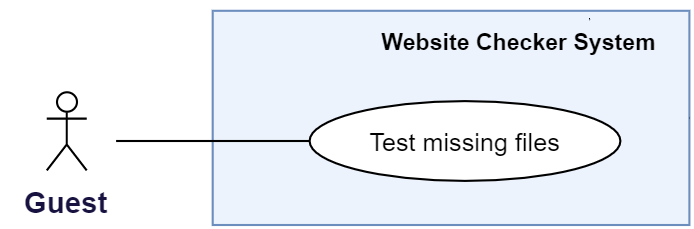 Website Checker System
Test missing files
Guest